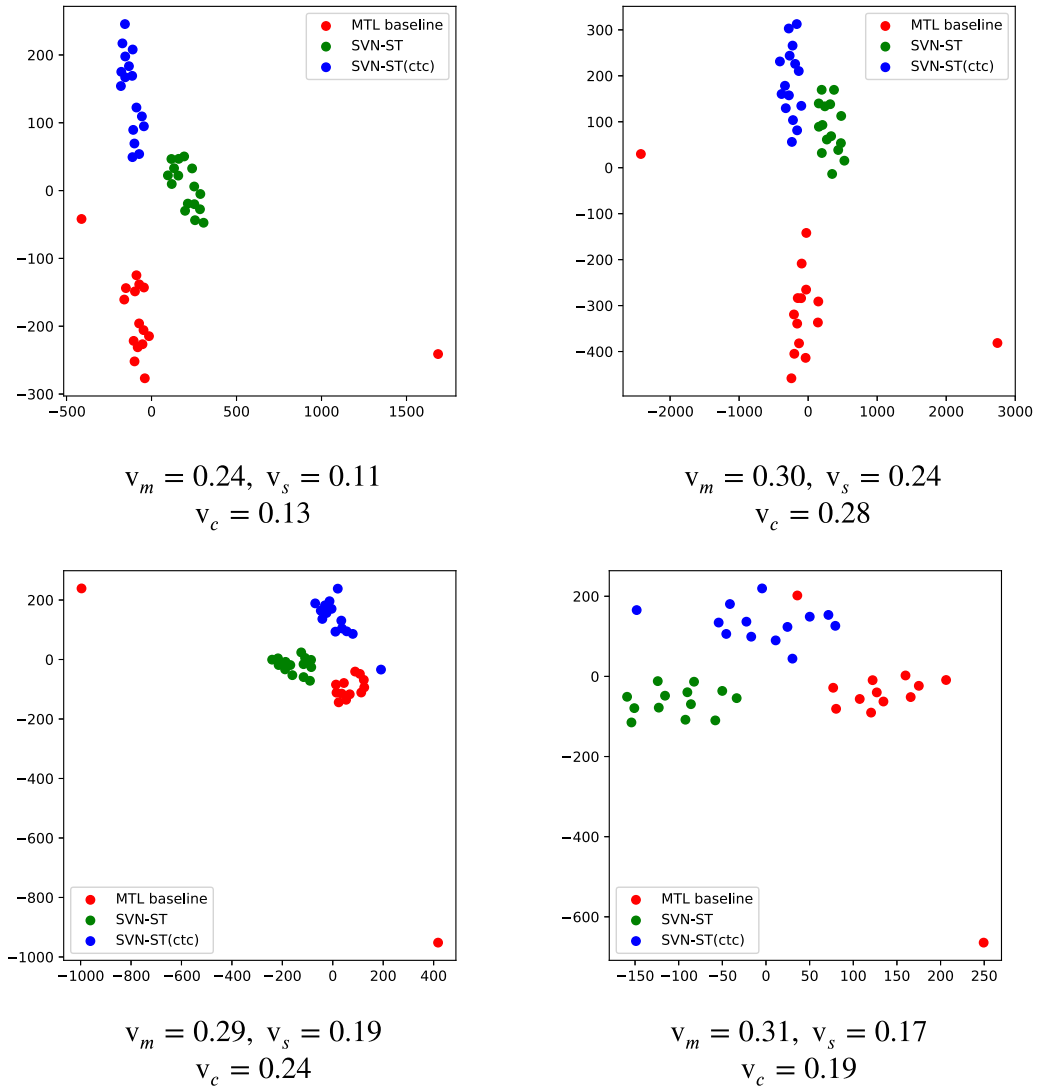 MTL baseline
SVN-ST
SVN-ST(ctc)
200
100
0
−100
−200
−300
−500
0
500
1000
1500
v_m = 0.24, v_s = 0.11
v_c = 0.13
MTL baseline
SVN-ST
SVN-ST(ctc)
300
200
100
0
−100
−200
−300
−400
−2000
−1000
0
1000
2000
3000
v_m = 0.30, v_s = 0.24
v_c = 0.28
200
0
−200
−400
−600
−800
−1000
MTL baseline
SVN-ST
SVN-ST(ctc)
−1000
−800
−600
−400
−200
0
200
400
v_m = 0.29, v_s = 0.19
v_c = 0.24
200
0
−200
−400
−600
MTL baseline
SVN-ST
SVN-ST(ctc)
−150
−100
−50
0
50
100
150
200
250
v_m = 0.31, v_s = 0.17
v_c = 0.19